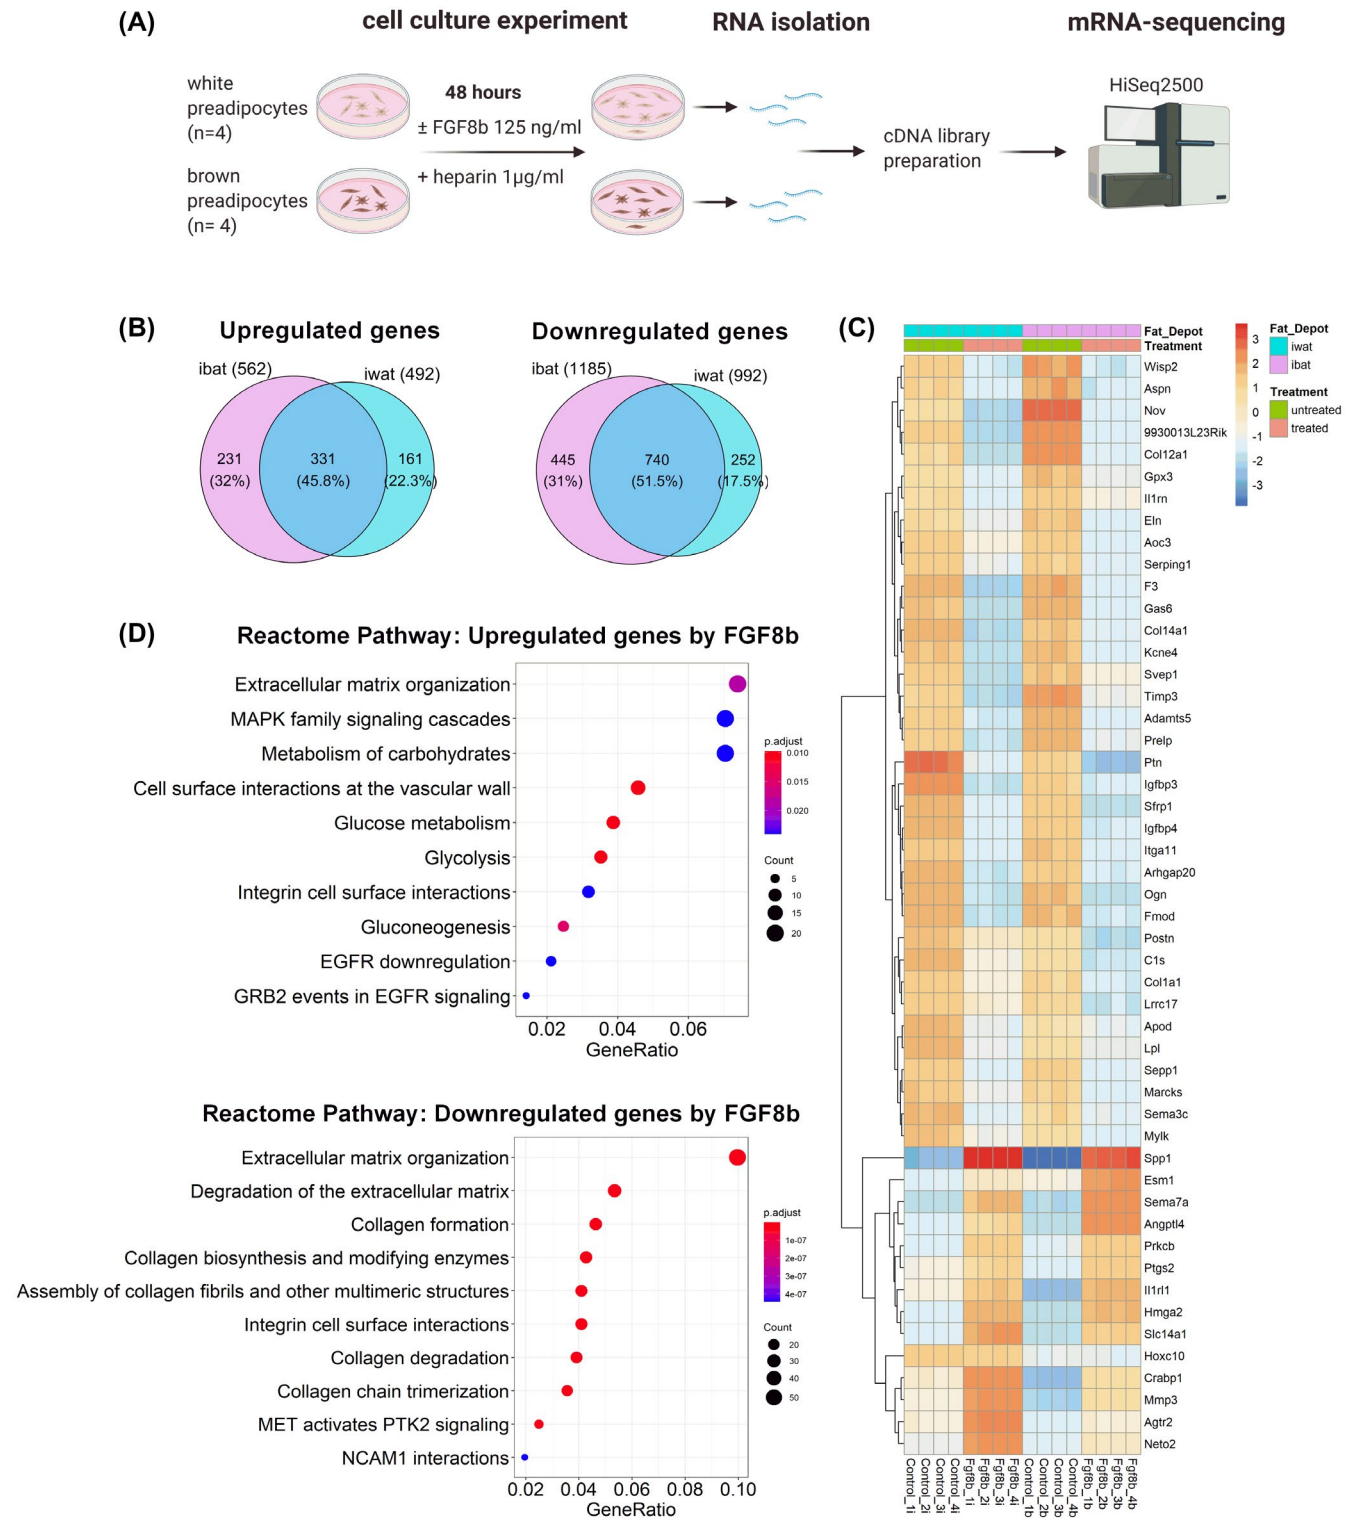 (A)
cell culture experiment
RNA isolation
mRNA-sequencing
white
preadipocytes
(n=4)
48 hours
± FGF8b 125 ng/ml
+ heparin 1µg/ml
brown
preadipocytes
(n= 4)
cDNA library
preparation
HiSeq2500
(B)
Upregulated genes
ibat (562)
iwat (492)
231
(32%)
331
(45.8%)
161
(22.3%)
Downregulated genes
ibat (1185)
iwat (992)
445
(31%)
740
(51.5%)
252
(17.5%)
(C)
Fat_Depot
Treatment
Wisp2
Aspn
Nov
9930013L23Rik
Col12a1
Gpx3
Il1rn
Eln
Aoc3
Serping1
F3
Gas6
Col14a1
Kcne4
Svep1
Timp3
Adamts5
Prelp
Ptn
Igfbp3
Sfrp1
Igfbp4
Itga11
Arhgap20
Ogn
Fmod
Postn
C1s
Col1a1
Lrrc17
Apod
Lpl
Sepp1
Marcks
Sema3c
Mylk
Spp1
Esm1
Sema7a
Angptl4
Prkcb
Ptgs2
Il1rl1
Hmga2
Slc14a1
Hoxc10
Crabp1
Mmp3
Agtr2
Neto2
Control_1i
Control_2i
Control_3i
Control_4i
Fgf8b_1i
Fgf8b_2i
Fgf8b_3i
Fgf8b_4i
Control_1b
Control_2b
Control_3b
Control_4b
Fgf8b_1b
Fgf8b_2b
Fgf8b_3b
Fgf8b_4b
3
2
1
0
-1
-2
-3
Fat_Depot
iwat
ibat
Treatment
untreated
treated
(D)
Reactome Pathway: Upregulated genes by FGF8b
Extracellular matrix organization
MAPK family signaling cascades
Metabolism of carbohydrates
Cell surface interactions at the vascular wall
Glucose metabolism
Glycolysis
Integrin cell surface interactions
Gluconeogenesis
EGFR downregulation
GRB2 events in EGFR signaling
0.02 0.04 0.06
GeneRatio
p.adjust
0.010
0.015
0.020
Count
5
10
15
20
Reactome Pathway: Downregulated genes by FGF8b
Extracellular matrix organization
Degradation of the extracellular matrix
Collagen formation
Collagen biosynthesis and modifying enzymes
Assembly of collagen fibrils and other multimeric structures
Integrin cell surface interactions
Collagen degradation
Collagen chain trimerization
MET activates PTK2 signaling
NCAM1 interactions
0.02 0.04 0.06 0.08 0.10
GeneRatio
p.adjust
1e-07
2e-07
3e-07
4e-07
Count
20
30
40
50